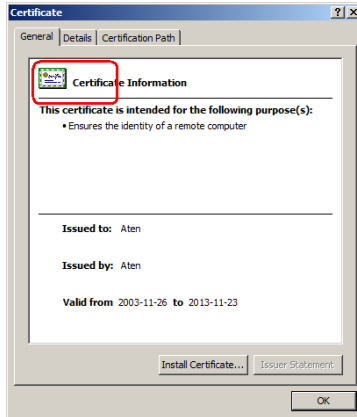 Certificate
General Details Certification Path
Certificate Information
This certificate is intended for the following purpose(s):
• Ensures the identity of a remote computer
Issued to: Aten
Issued by: Aten
Valid from 2003-11-26 to 2013-11-23
Install Certificate... Issuer Statement
OK